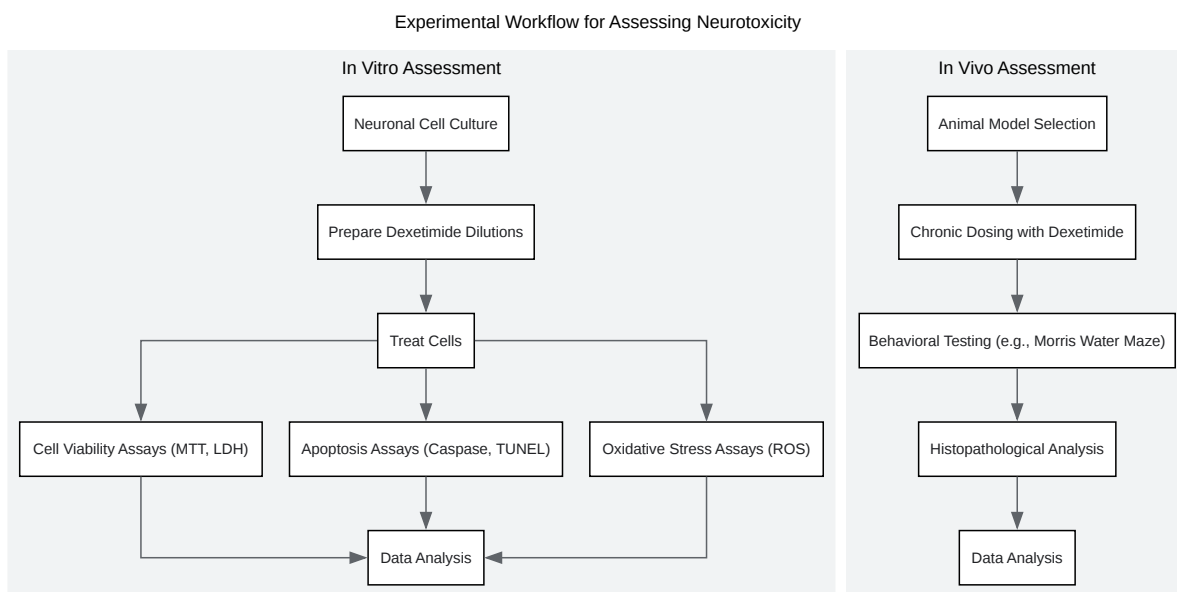 Experimental Workflow for Assessing Neurotoxicity
In Vitro Assessment
Neuronal Cell Culture
Prepare Dexetimide Dilutions
Treat Cells
Cell Viability Assays (MTT, LDH)
Apoptosis Assays (Caspase, TUNEL)
Oxidative Stress Assays (ROS)
Data Analysis
In Vivo Assessment
Animal Model Selection
Chronic Dosing with Dexetimide
Behavioral Testing (e.g., Morris Water Maze)
Histopathological Analysis
Data Analysis